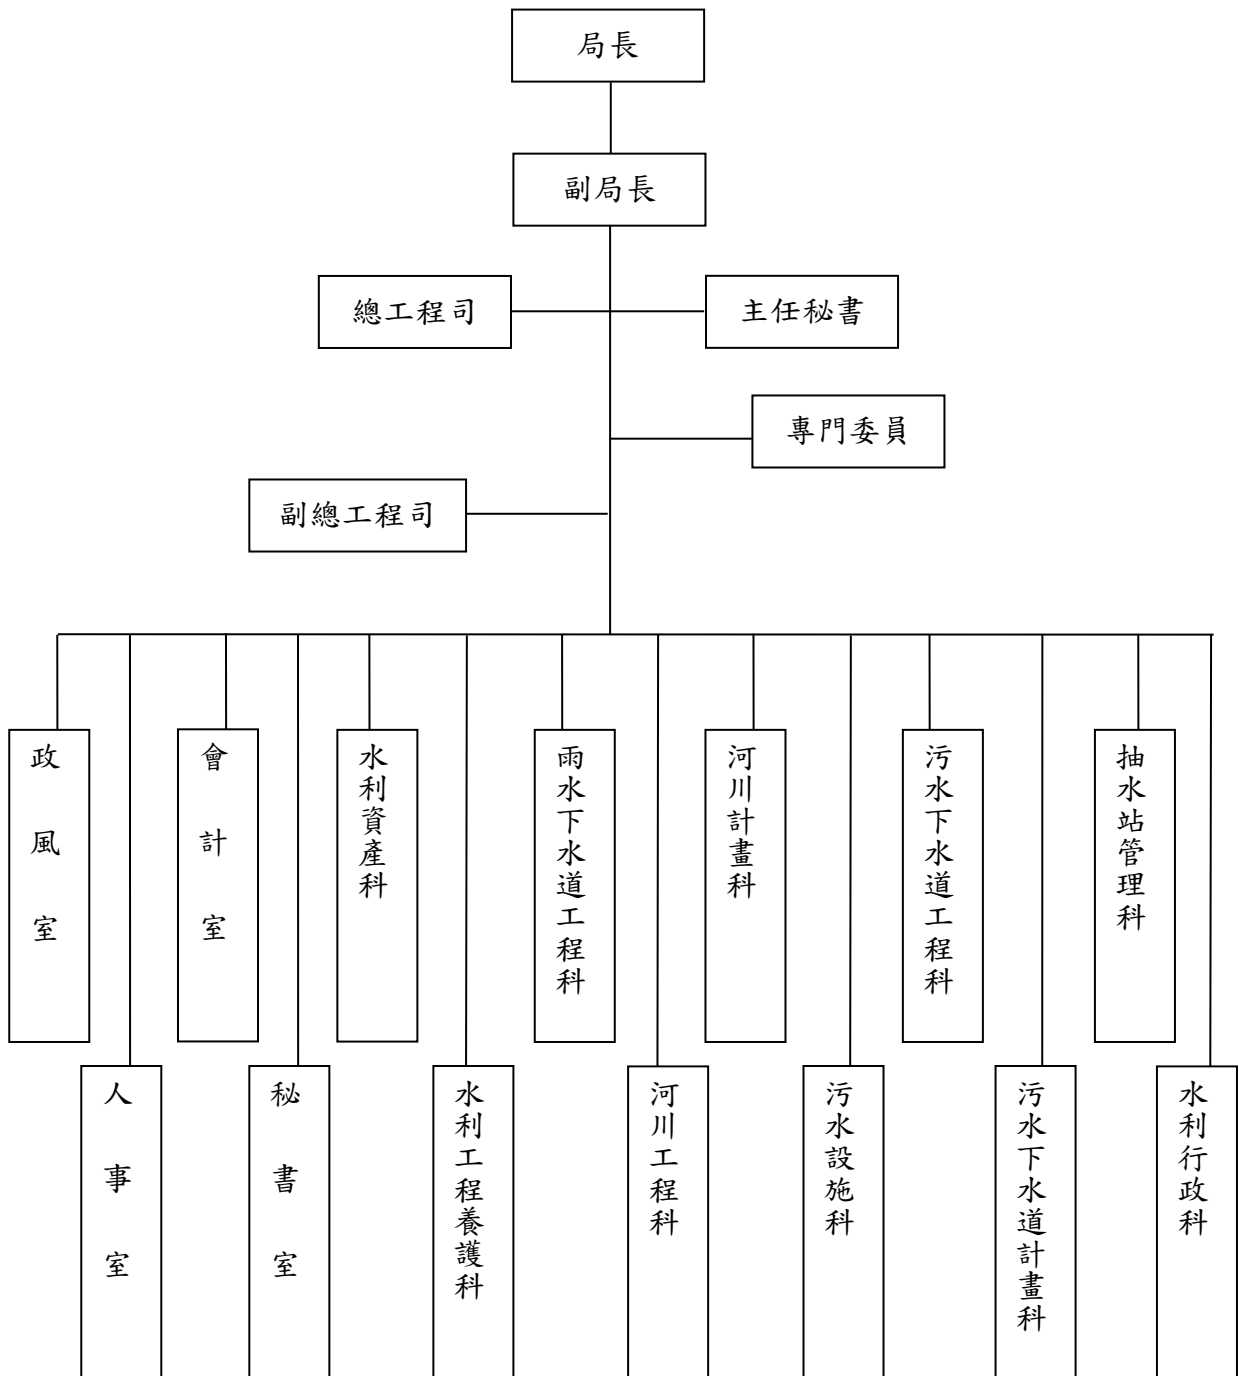 局長
副局長
總工程司
主任秘書
專門委員
副總工程司
政風室
會計室
水利資產科
雨水下水道工程科
河川計畫科
污水下水道工程科
抽水站管理科
人事室
秘書室
水利工程養護科
河川工程科
污水設施科
污水下水道計畫科
水利行政科